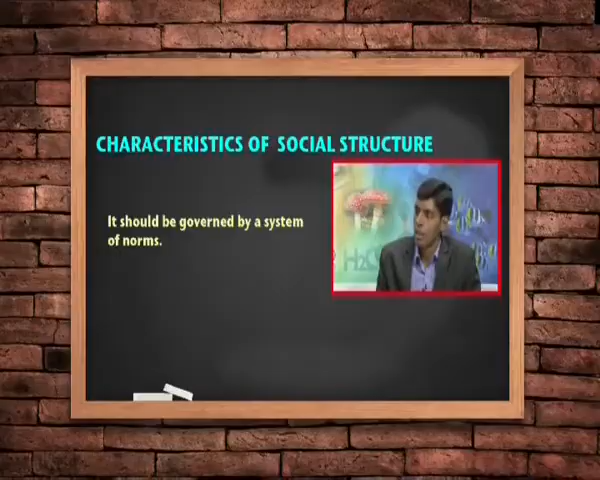 CHARACTERISTICS OF SOCIAL STRUCTURE
It should be governed by a system
of norms.